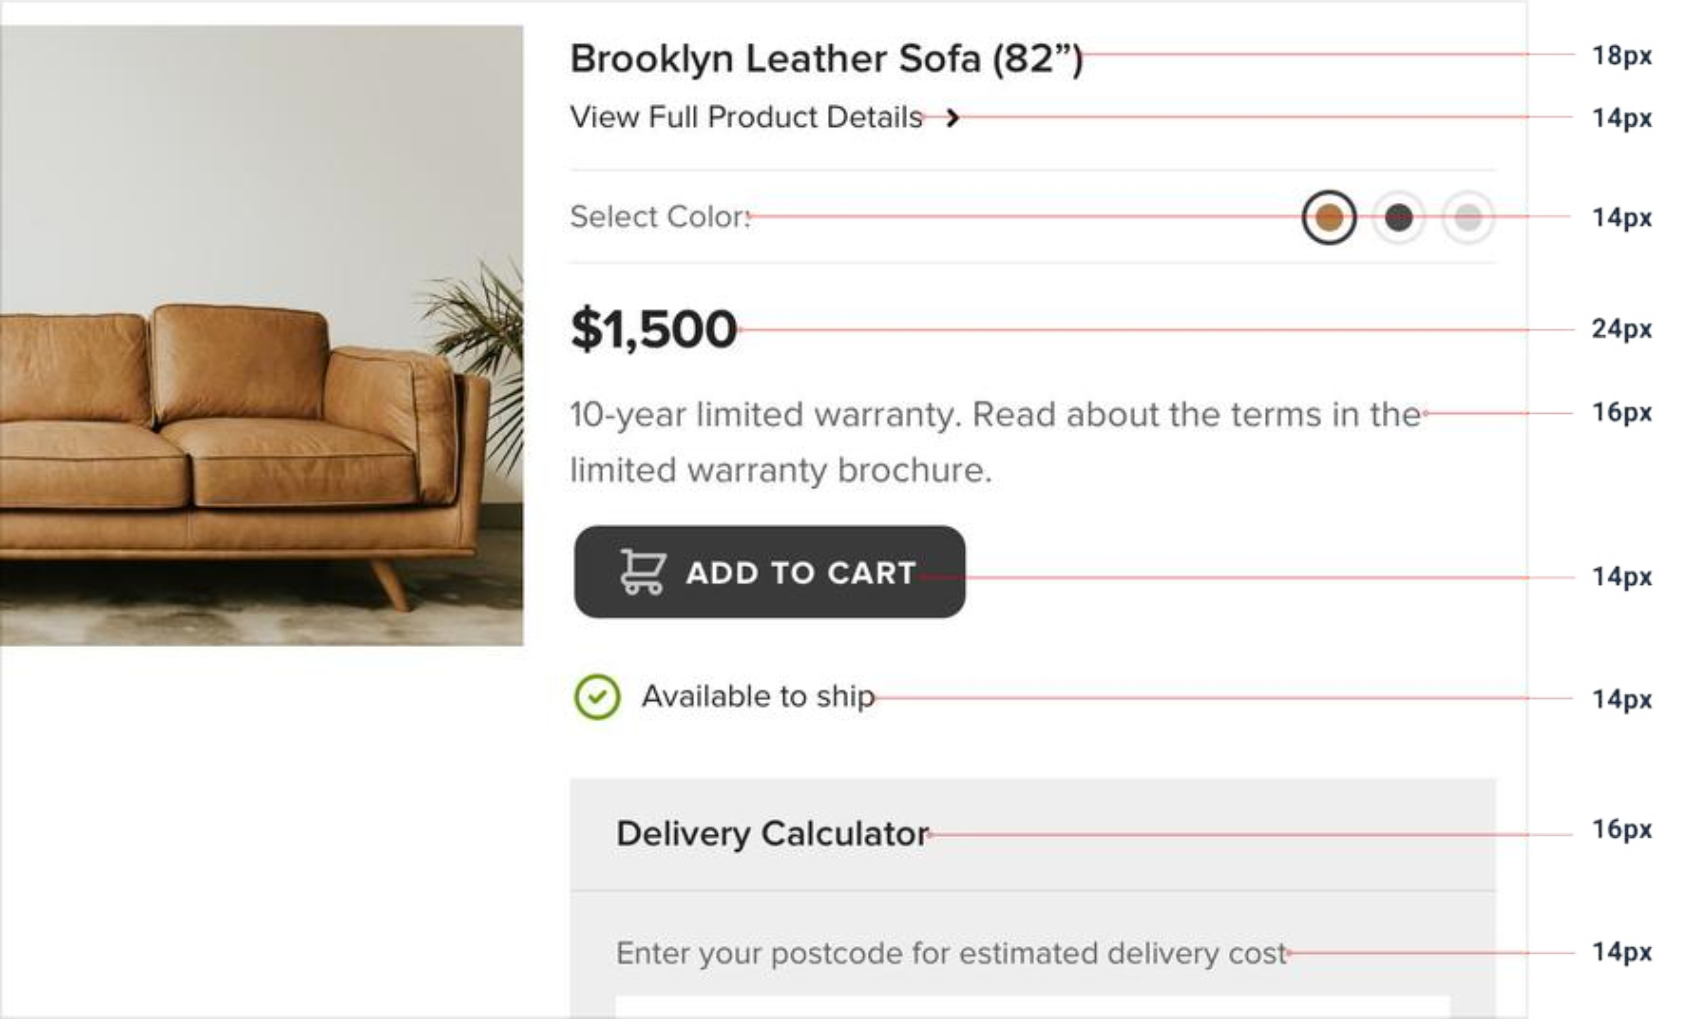 Brooklyn Leather Sofa (82”)
18px
View Full Product Details
14px
Select Color:
14px
$1,500
24px
10-year limited warranty. Read about the terms in the
16px
limited warranty brochure.
ADD TO CART
14px
Available to ship
14px
Delivery Calculator
16px
Enter your postcode for estimated delivery cost
14px